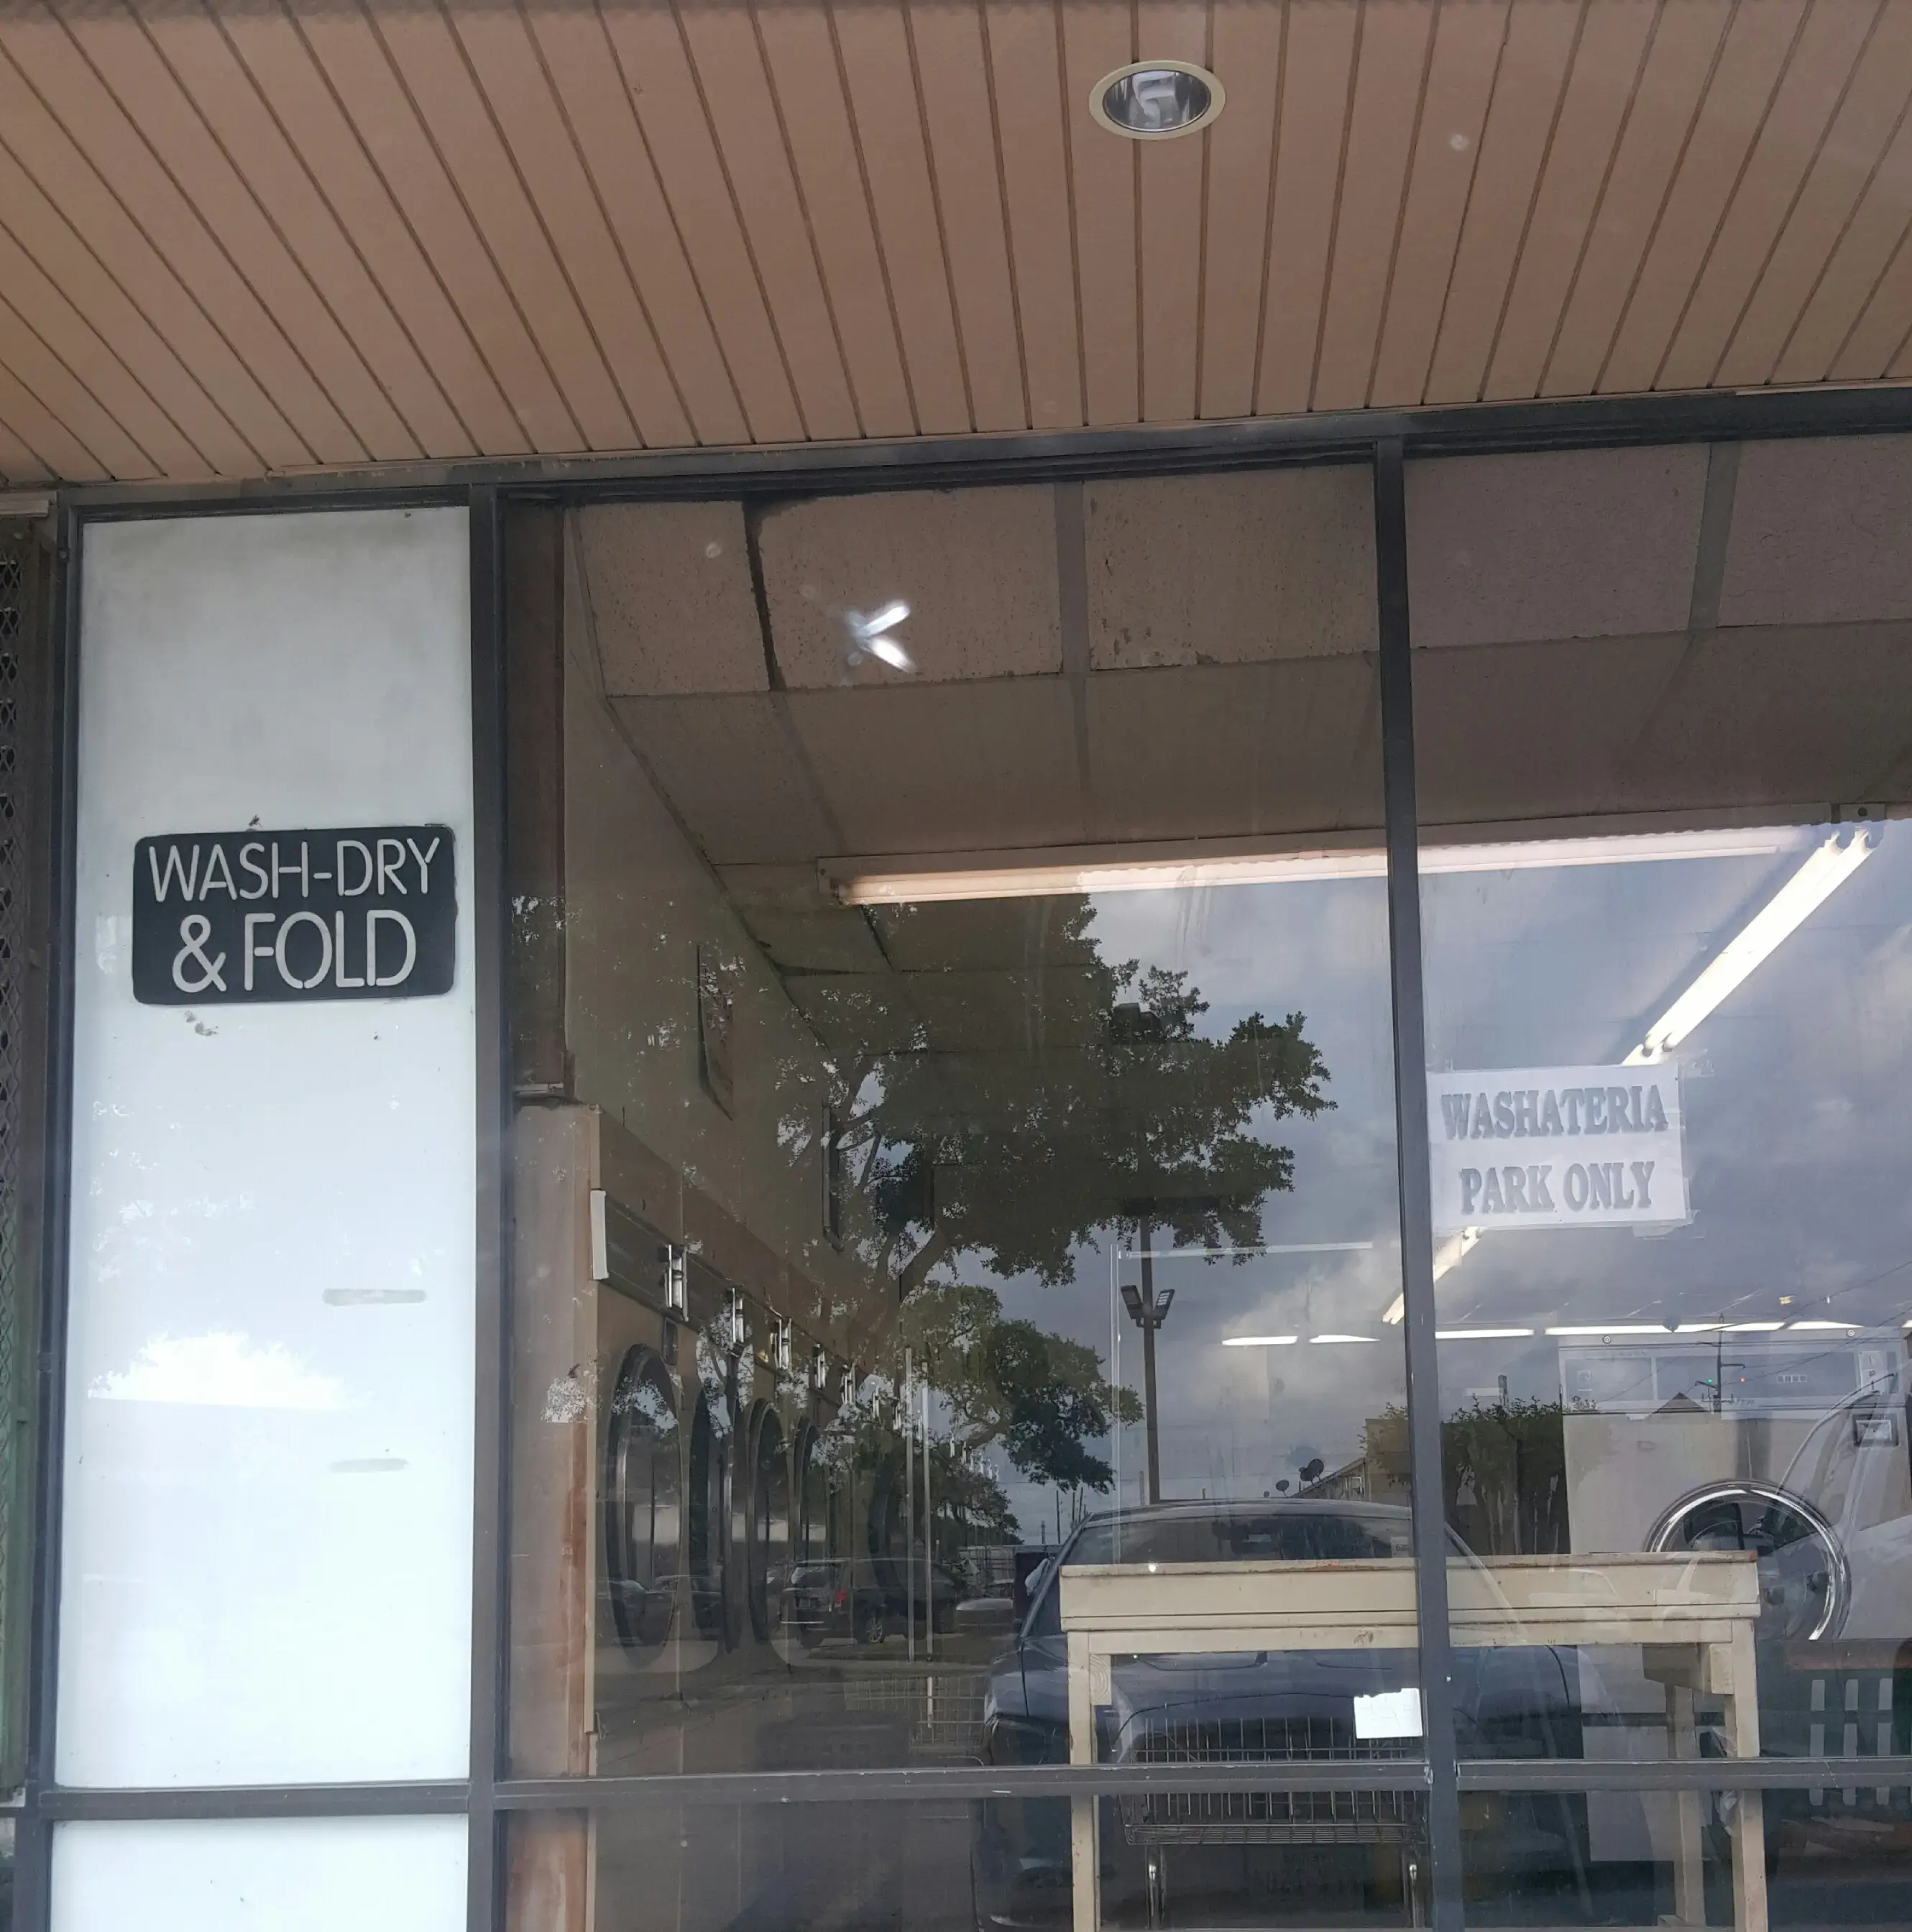 WASH-DRY
& FOLD
WASHATERIA
PARK ONLY